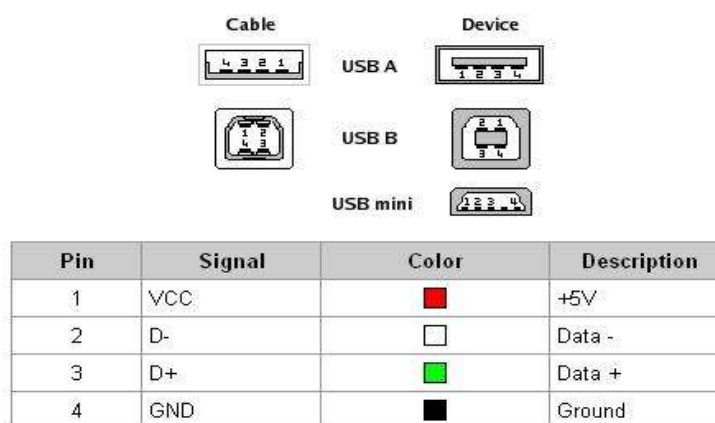 Cable Device
4 3 2 1 USB A 1 2 3 4
1 2 USB B 2 1
4 3 3 4
USB mini 1 2 3 4
Pin Signal Color Description
1 VCC +5V
2 D- Data -
3 D+ Data +
4 GND Ground